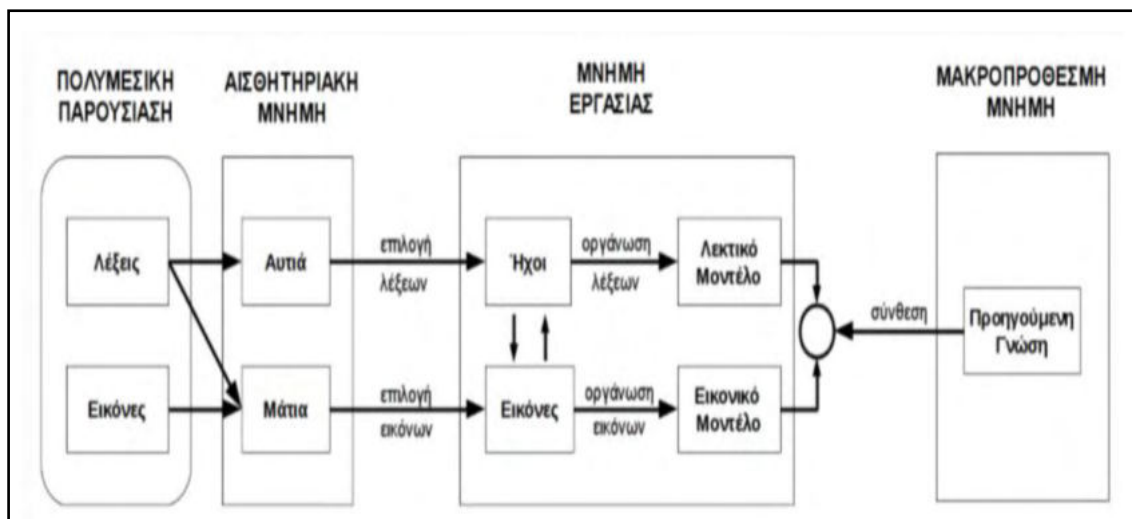 ΠΟΛΥΜΕΣΙΚΗ
ΠΑΡΟΥΣΙΑΣΗ
ΑΙΣΘΗΤΗΡΙΑΚΗ
ΜΝΗΜΗ
ΜΝΗΜΗ
ΕΡΓΑΣΙΑΣ
ΜΑΚΡΟΠΡΟΘΕΣΜΗ
ΜΝΗΜΗ
Λέξεις
Αυτιά
επιλογή
λέξεων
Ήχοι
οργάνωση
λέξεων
Λεκτικό
Μοντέλο
σύνθεση
Προηγούμενη
Γνώση
Εικόνες
Μάτια
επιλογή
εικόνων
Εικόνες
οργάνωση
εικόνων
Εικονικό
Μοντέλο